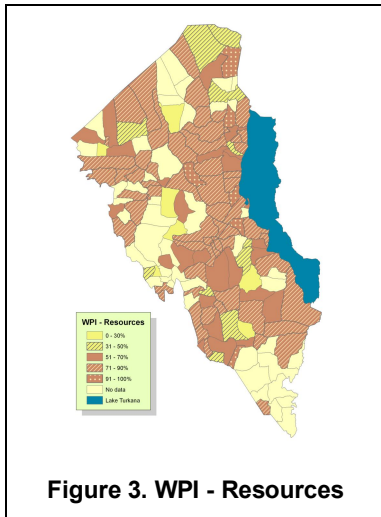 WPI - Resources
0 - 30%
31 - 50%
51 - 70%
71 - 90%
91 - 100%
No data
Lake Turkana
Figure 3. WPI - Resources